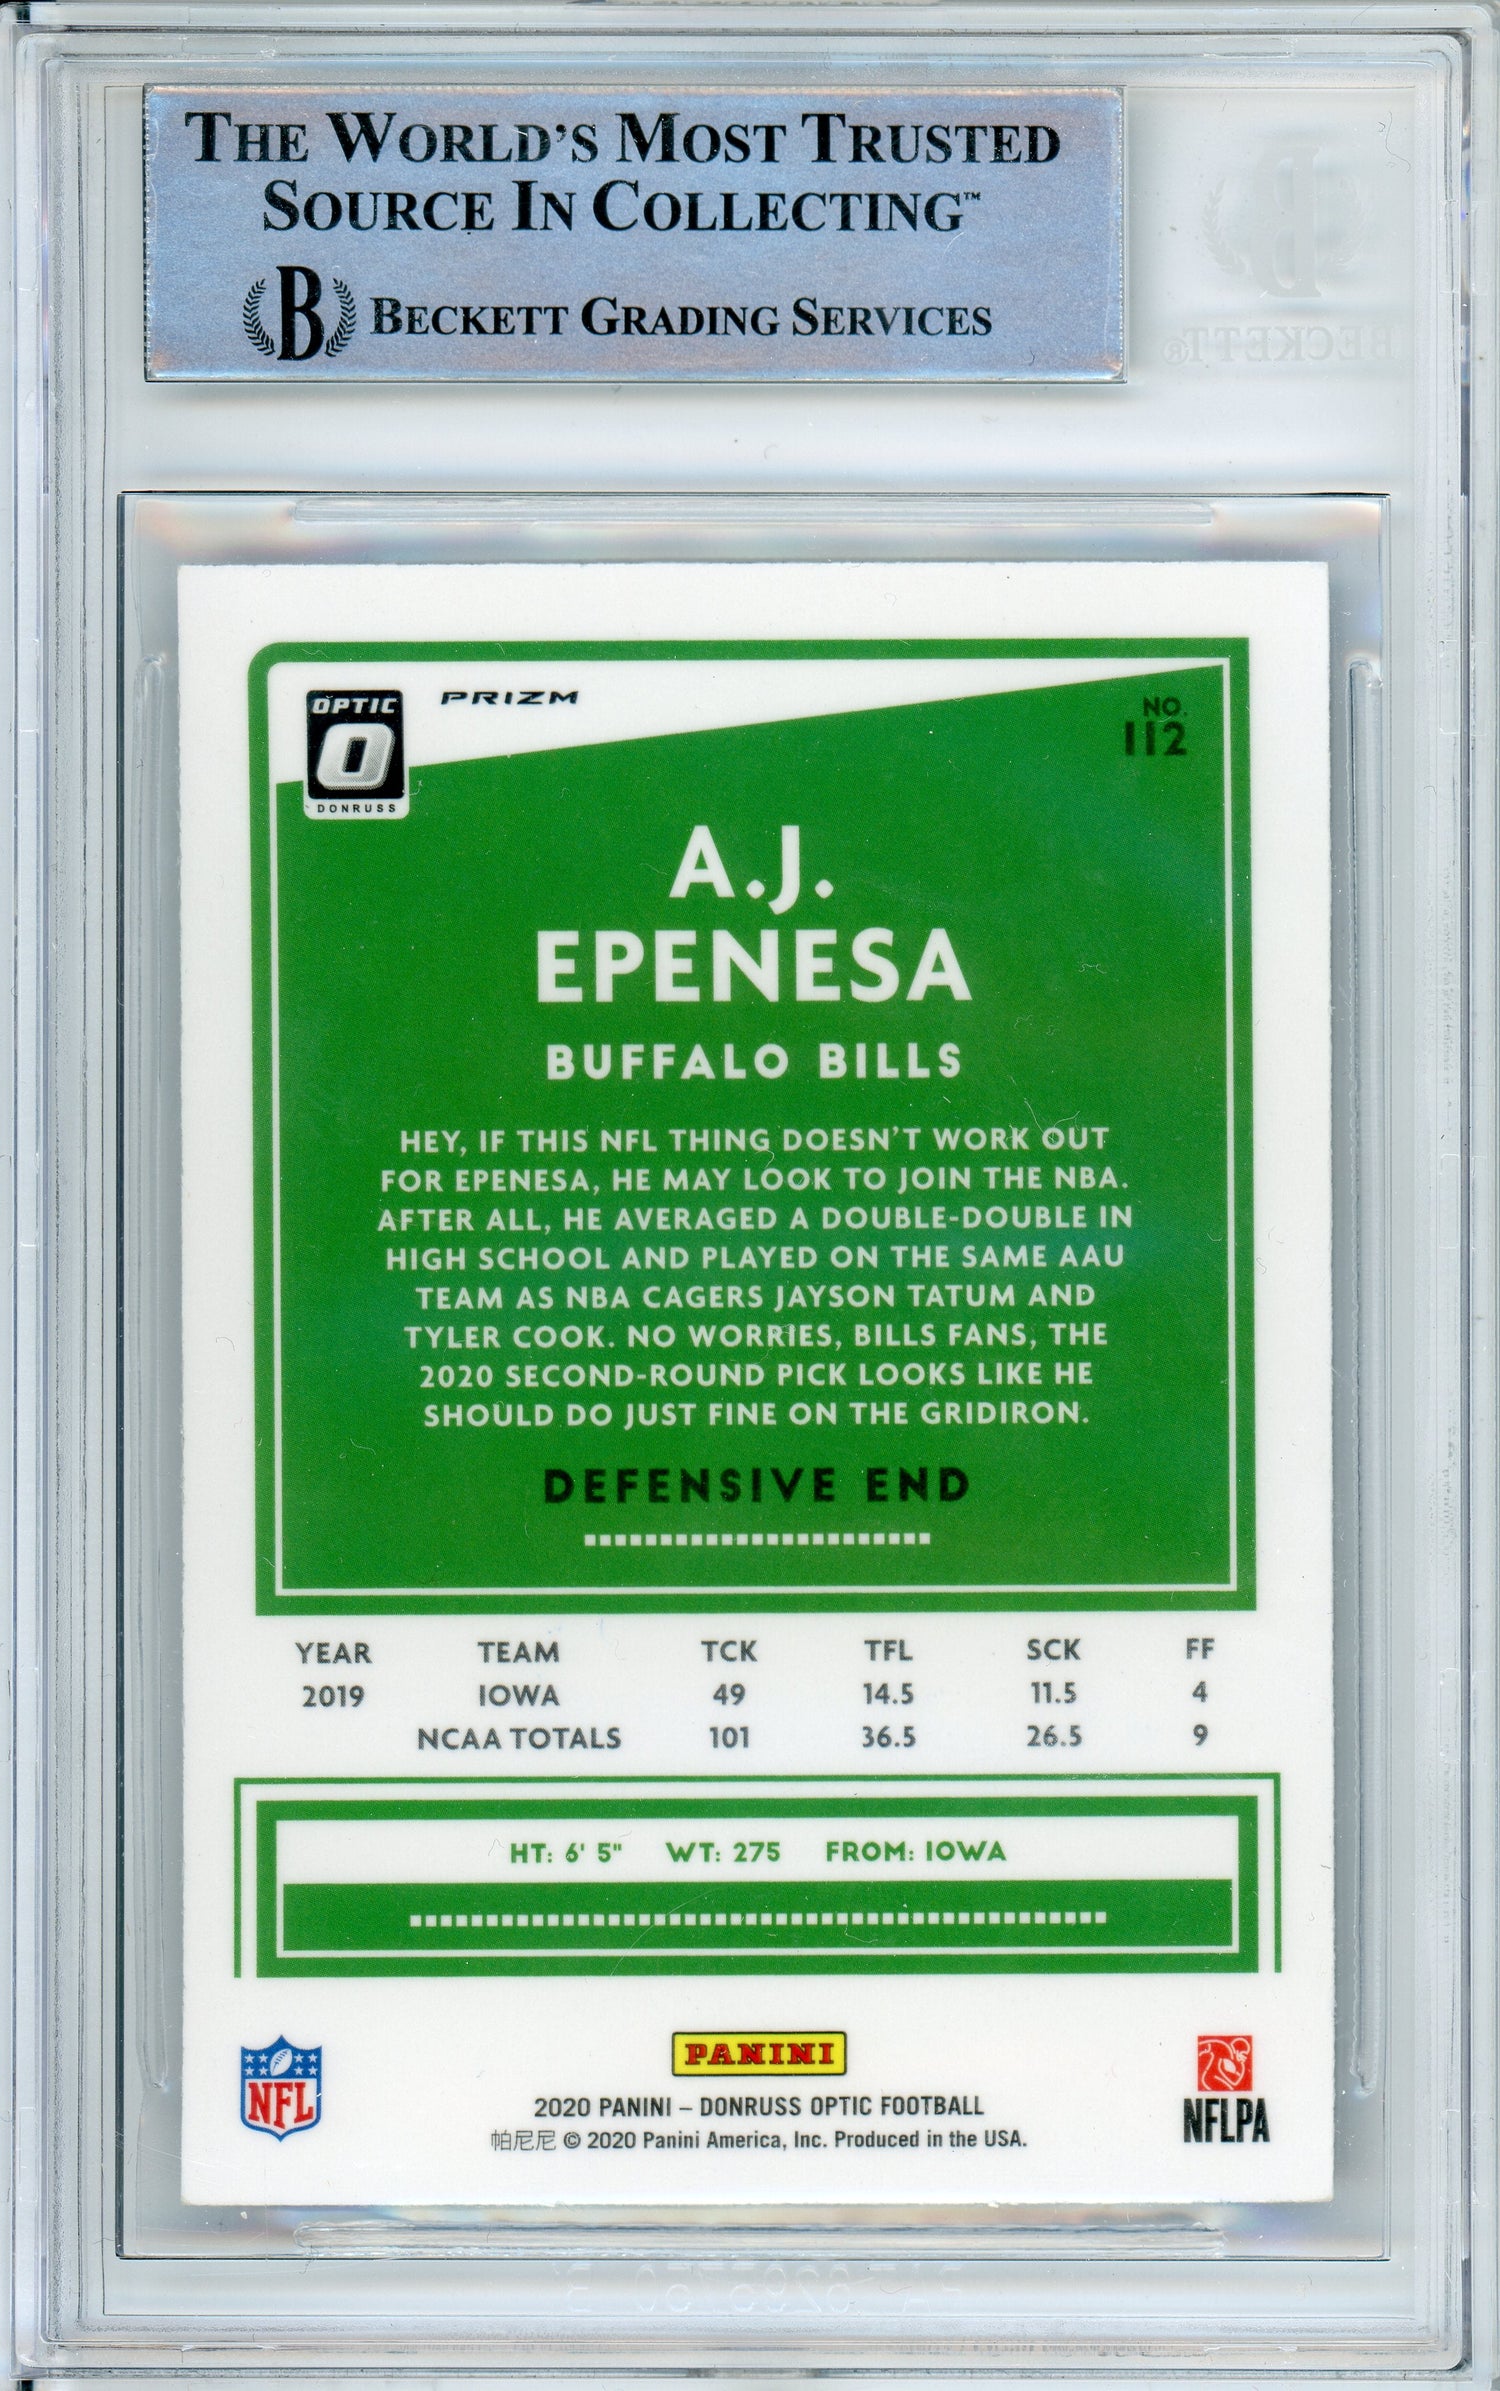 THE WORLD'S MOST TRUSTED
SOURCE IN COLLECTING™
B BECKETT GRADING SERVICES
BECKETT®
OPTIC
O
DONRUSS
PRIZM
NO.
112
A.J.
EPENESA
BUFFALO BILLS
HEY, IF THIS NFL THING DOESN'T WORK OUT
FOR EPENESA, HE MAY LOOK TO JOIN THE NBA.
AFTER ALL, HE AVERAGED A DOUBLE-DOUBLE IN
HIGH SCHOOL AND PLAYED ON THE SAME AAU
TEAM AS NBA CAGERS JAYSON TATUM AND
TYLER COOK. NO WORRIES, BILLS FANS, THE
2020 SECOND-ROUND PICK LOOKS LIKE HE
SHOULD DO JUST FINE ON THE GRIDIRON.
DEFENSIVE END
YEAR TEAM TCK TFL SCK FF
2019 IOWA 49 14.5 11.5 4
NCAA TOTALS 101 36.5 26.5 9
HT: 6' 5" WT: 275 FROM: IOWA
NFL
PANINI
NFLPA
2020 PANINI – DONRUSS OPTIC FOOTBALL
帕尼尼 © 2020 Panini America, Inc. Produced in the USA.